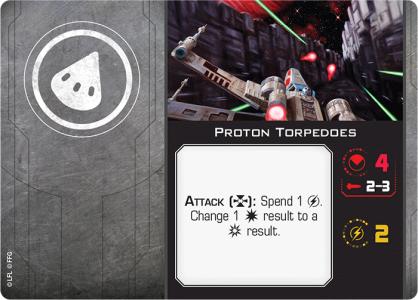 Proton Torpedoes
Attack ( ): Spend 1 .
Change 1 result to a
result.
4
2–3
2
© LFL © FFG